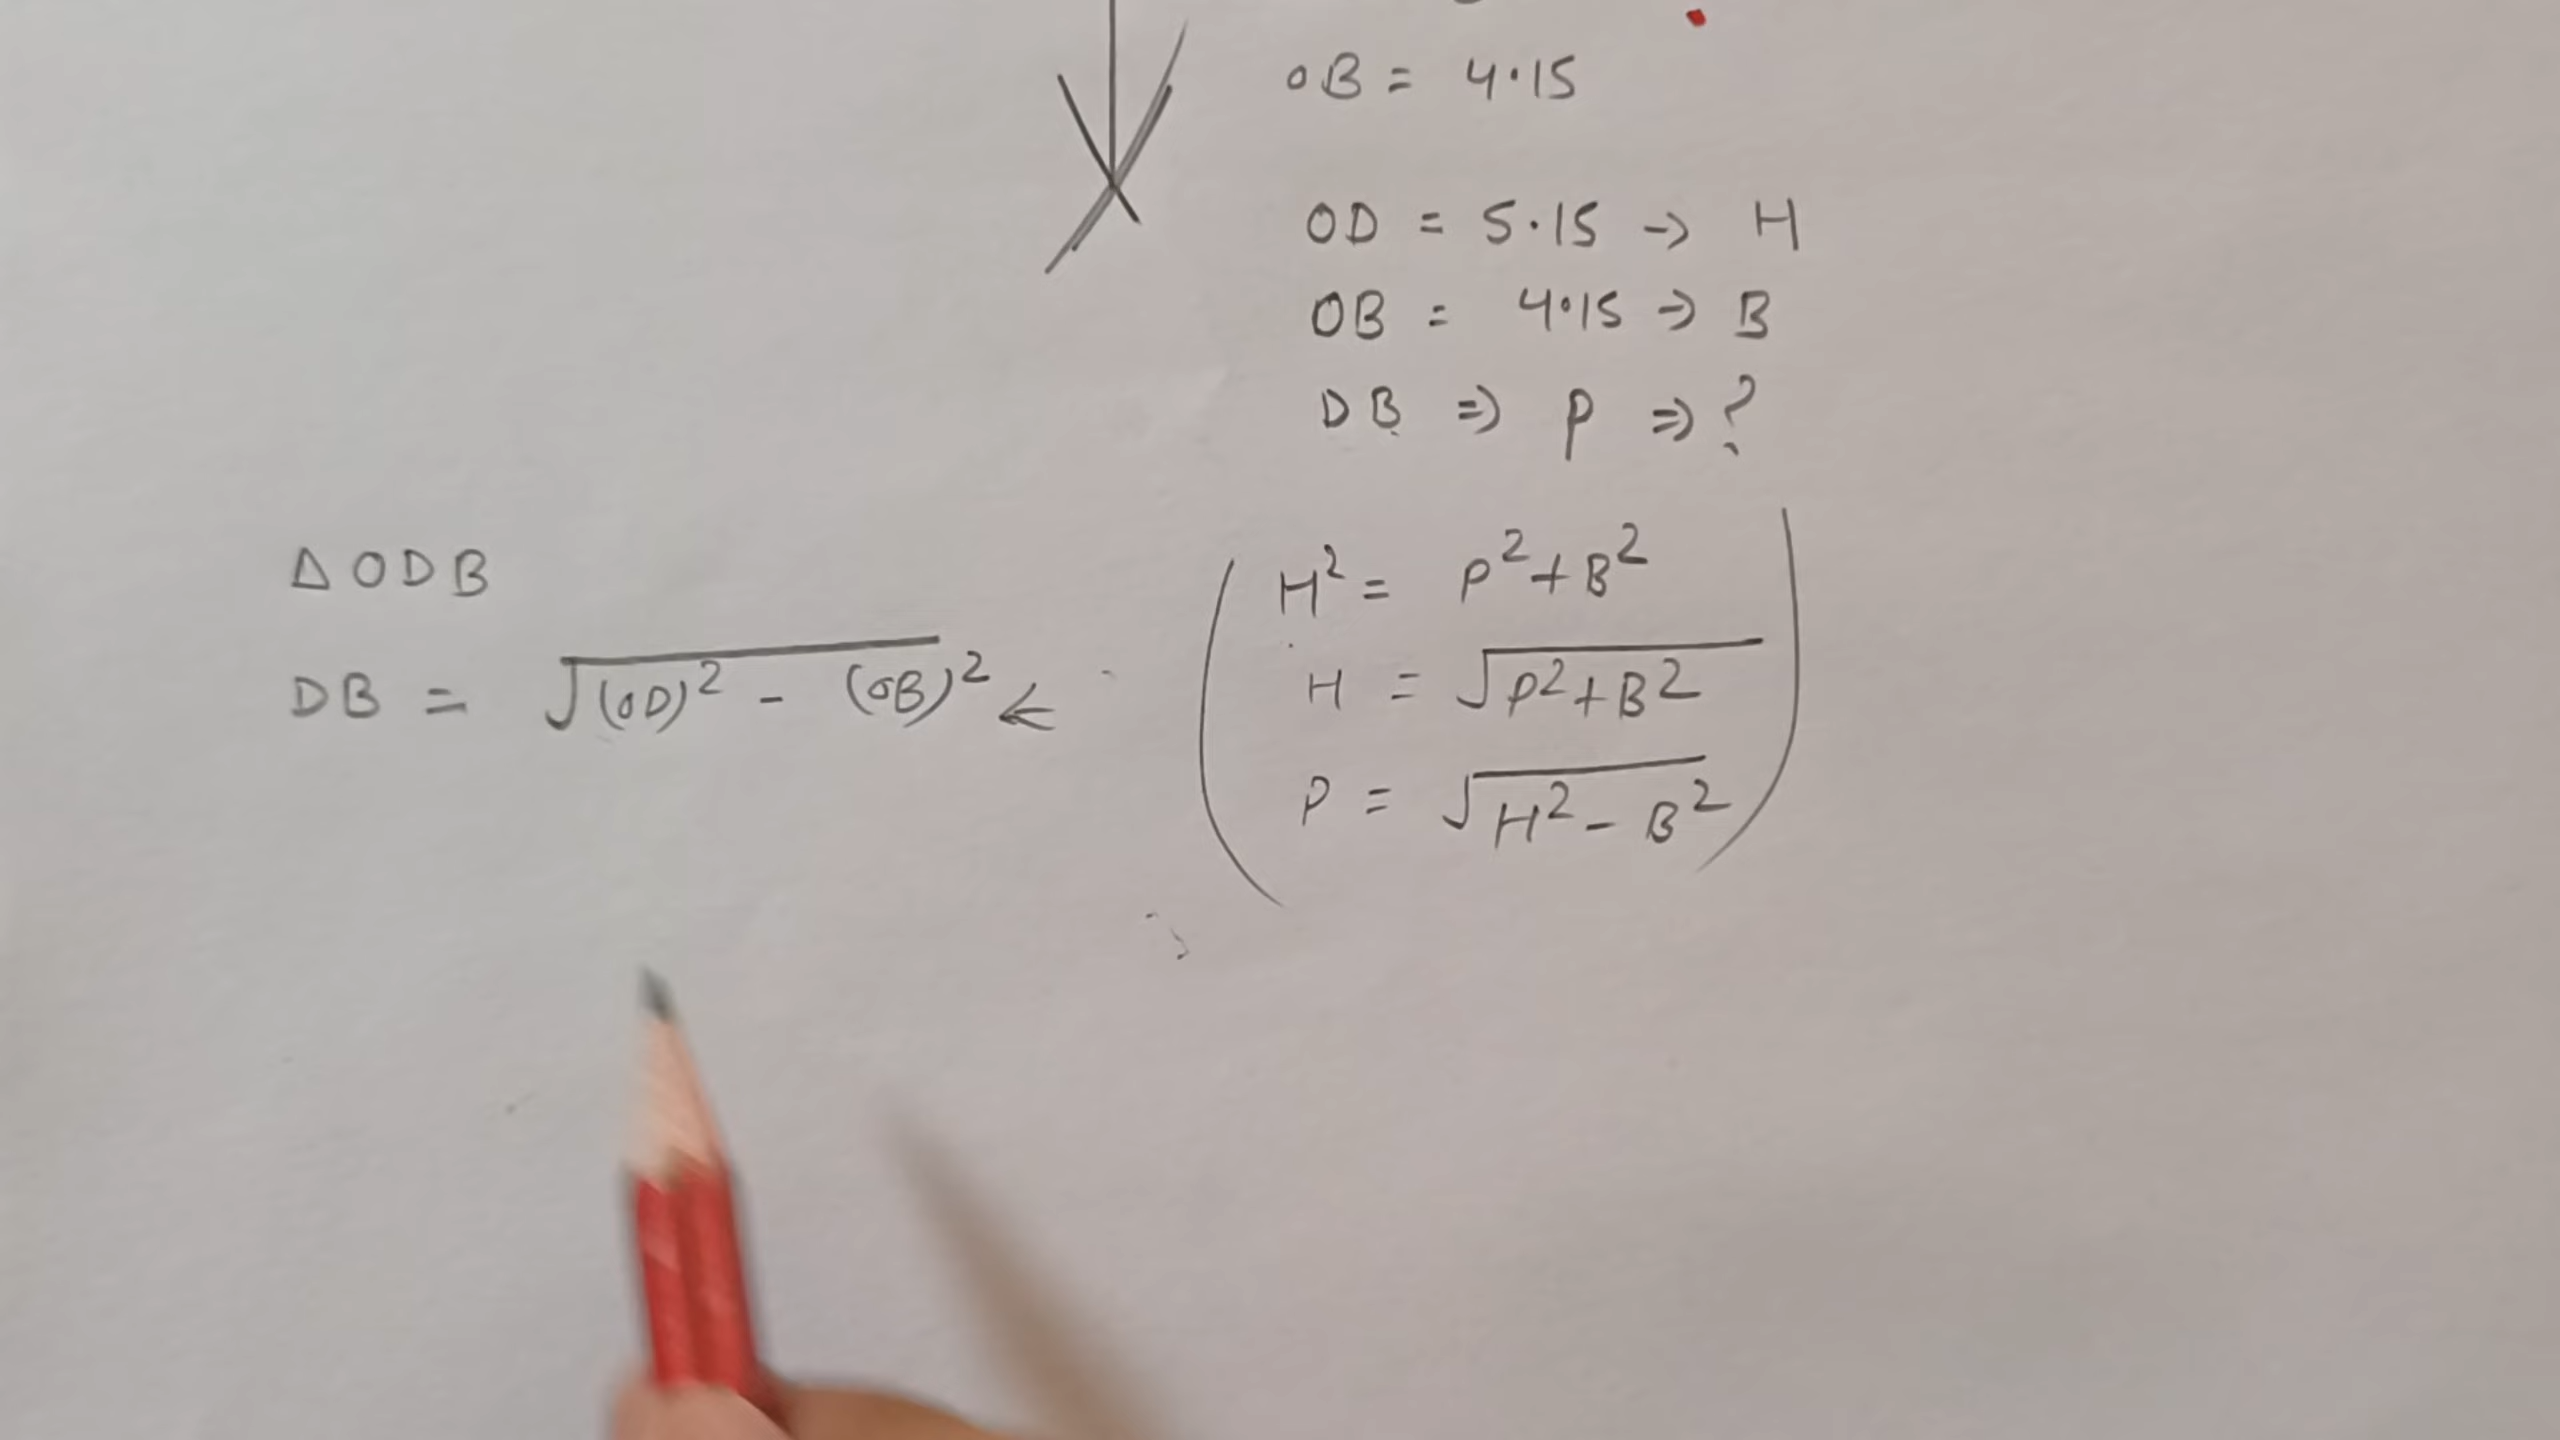 OB = 4.15
OD = 5.15 → H
OB = 4.15 → B
DB ⇒ P ⇒ ?
Δ ODB
DB = √(OD)² - (OB)² ←
H² = P² + B²
H = √P² + B²
P = √H² - B²